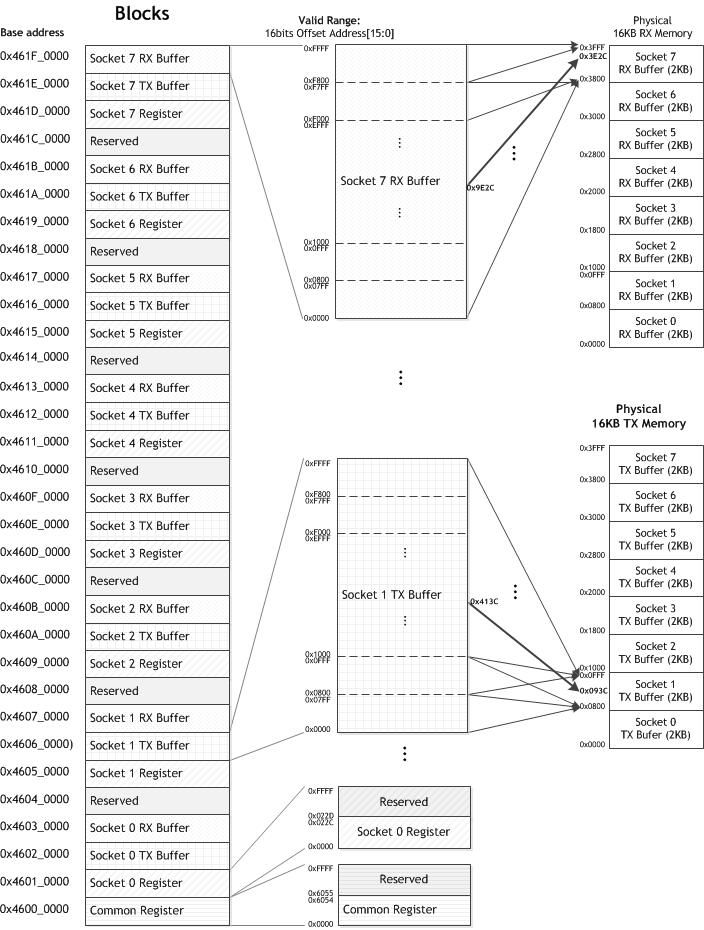 Blocks
Base address
0x461F_0000
Socket 7 RX Buffer
0x461E_0000
Socket 7 TX Buffer
0x461D_0000
Socket 7 Register
0x461C_0000
Reserved
0x461B_0000
Socket 6 RX Buffer
0x461A_0000
Socket 6 TX Buffer
0x4619_0000
Socket 6 Register
0x4618_0000
Reserved
0x4617_0000
Socket 5 RX Buffer
0x4616_0000
Socket 5 TX Buffer
0x4615_0000
Socket 5 Register
0x4614_0000
Reserved
0x4613_0000
Socket 4 RX Buffer
0x4612_0000
Socket 4 TX Buffer
0x4611_0000
Socket 4 Register
0x4610_0000
Reserved
0x460F_0000
Socket 3 RX Buffer
0x460E_0000
Socket 3 TX Buffer
0x460D_0000
Socket 3 Register
0x460C_0000
Reserved
0x460B_0000
Socket 2 RX Buffer
0x460A_0000
Socket 2 TX Buffer
0x4609_0000
Socket 2 Register
0x4608_0000
Reserved
0x4607_0000
Socket 1 RX Buffer
0x4606_0000)
Socket 1 TX Buffer
0x4605_0000
Socket 1 Register
0x4604_0000
Reserved
0x4603_0000
Socket 0 RX Buffer
0x4602_0000
Socket 0 TX Buffer
0x4601_0000
Socket 0 Register
0x4600_0000
Common Register
Valid Range:
16bits Offset Address[15:0]
0xFFFF
0xF800
0xF7FF
0xF000
0xEFFF
Socket 7 RX Buffer
0x9E2C
0x1000
0x0FFF
0x0800
0x07FF
0x0000
0xFFFF
0xF800
0xF7FF
0xF000
0xEFFF
Socket 1 TX Buffer
0x413C
0x1000
0x0FFF
0x0800
0x07FF
0x0000
0xFFFF
Reserved
0x022D
0x022C
Socket 0 Register
0x0000
0xFFFF
Reserved
0x6055
0x6054
Common Register
0x0000
Physical
16KB RX Memory
0x3FFF
0x3E2C
Socket 7
RX Buffer (2KB)
0x3800
Socket 6
RX Buffer (2KB)
0x3000
Socket 5
RX Buffer (2KB)
0x2800
Socket 4
RX Buffer (2KB)
0x2000
Socket 3
RX Buffer (2KB)
0x1800
Socket 2
RX Buffer (2KB)
0x1000
0x0FFF
Socket 1
RX Buffer (2KB)
0x0800
Socket 0
RX Buffer (2KB)
0x0000
Physical
16KB TX Memory
0x3FFF
Socket 7
TX Buffer (2KB)
0x3800
Socket 6
TX Buffer (2KB)
0x3000
Socket 5
TX Buffer (2KB)
0x2800
Socket 4
TX Buffer (2KB)
0x2000
Socket 3
TX Buffer (2KB)
0x1800
Socket 2
TX Buffer (2KB)
0x1000
0x0FFF
Socket 1
TX Buffer (2KB)
0x093C
0x0800
Socket 0
TX Bufer (2KB)
0x0000